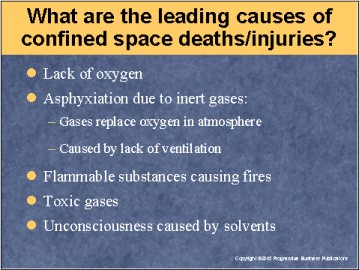 What are the leading causes of
confined space deaths/injuries?
Lack of oxygen
Asphyxiation due to inert gases:
– Gases replace oxygen in atmosphere
– Caused by lack of ventilation
Flammable substances causing fires
Toxic gases
Unconsciousness caused by solvents
Copyright Progressive Business Publications